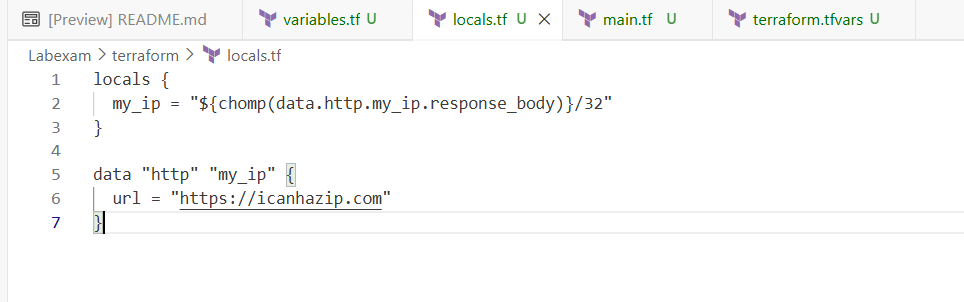 [Preview] README.md
variables.tf U
locals.tf U
main.tf U
terraform.tfvars U
Labexam > terraform > locals.tf
1 locals {
2   my_ip = "${chomp(data.http.my_ip.response_body)}/32"
3 }
4
5 data "http" "my_ip" {
6   url = "https://icanhazip.com"
7 }